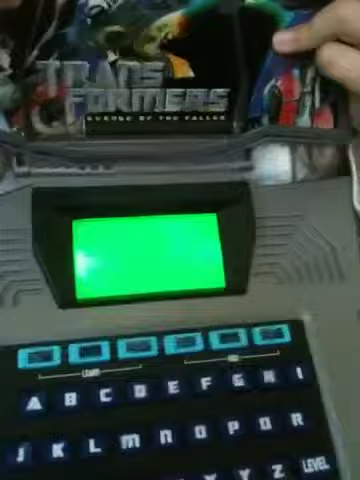 TRANSFORMERS
REVENGE OF THE FALLEN
A B C D E F G H I
J K L M N O P Q R
X Y Z LEVEL